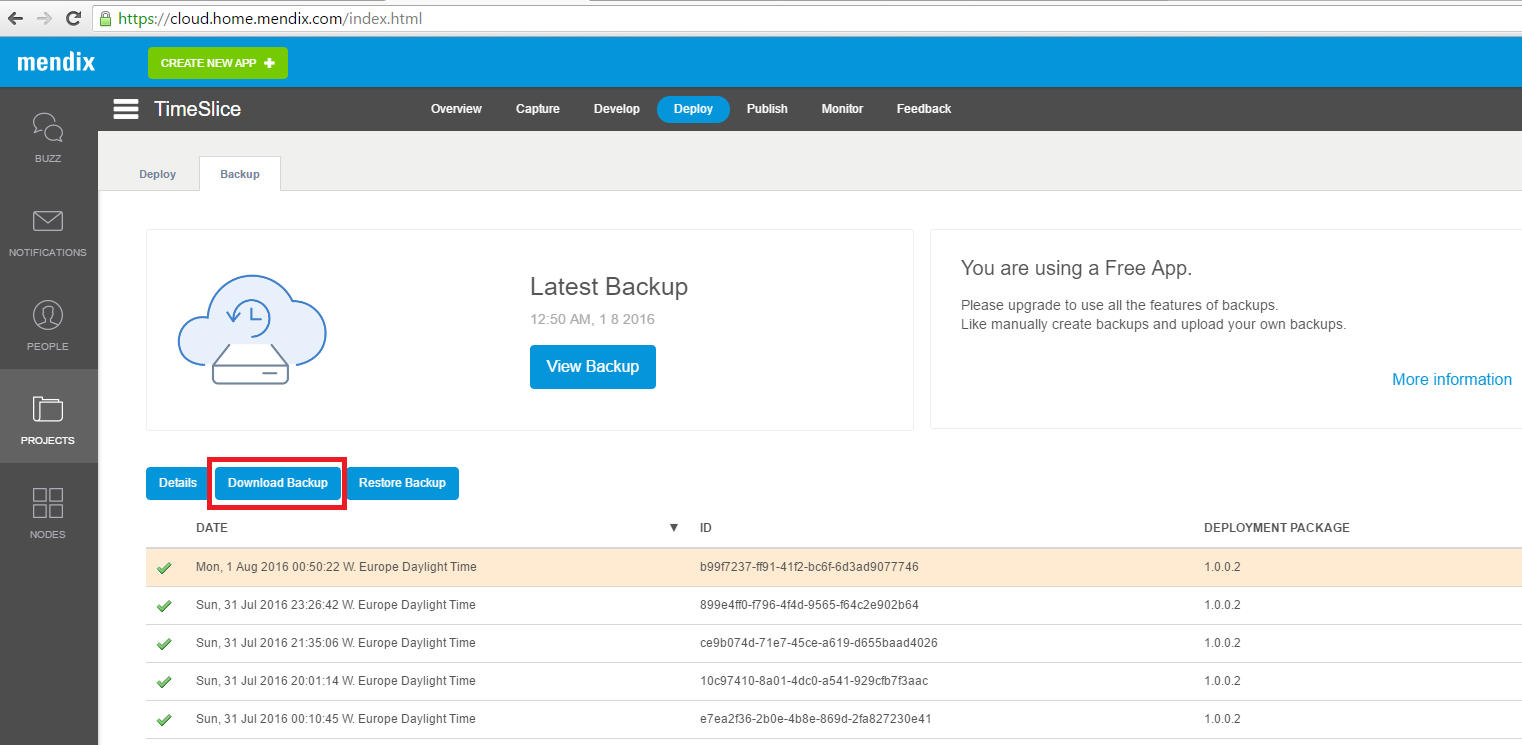 https://cloud.home.mendix.com/index.html
mendix
CREATE NEW APP
TimeSlice
Overview
Capture
Develop
Deploy
Publish
Monitor
Feedback
BUZZ
NOTIFICATIONS
PEOPLE
PROJECTS
NODES
Deploy
Backup
Latest Backup
12:50 AM, 1 8 2016
View Backup
You are using a Free App.
Please upgrade to use all the features of backups.
Like manually create backups and upload your own backups.
More information
Details
Download Backup
Restore Backup
DATE ▼ ID DEPLOYMENT PACKAGE
Mon, 1 Aug 2016 00:50:22 W. Europe Daylight Time b99f7237-ff91-41f2-bc6f-6d3ad9077746 1.0.0.2
Sun, 31 Jul 2016 23:26:42 W. Europe Daylight Time 899e4ff0-f796-4f4d-9565-f64c2e902b64 1.0.0.2
Sun, 31 Jul 2016 21:35:06 W. Europe Daylight Time ce9b074d-71e7-45ce-a619-d655baad4026 1.0.0.2
Sun, 31 Jul 2016 20:01:14 W. Europe Daylight Time 10c97410-8a01-4dc0-a541-929cfb7f3aac 1.0.0.2
Sun, 31 Jul 2016 00:10:45 W. Europe Daylight Time e7ea2f36-2b0e-4b8e-869d-2fa827230e41 1.0.0.2